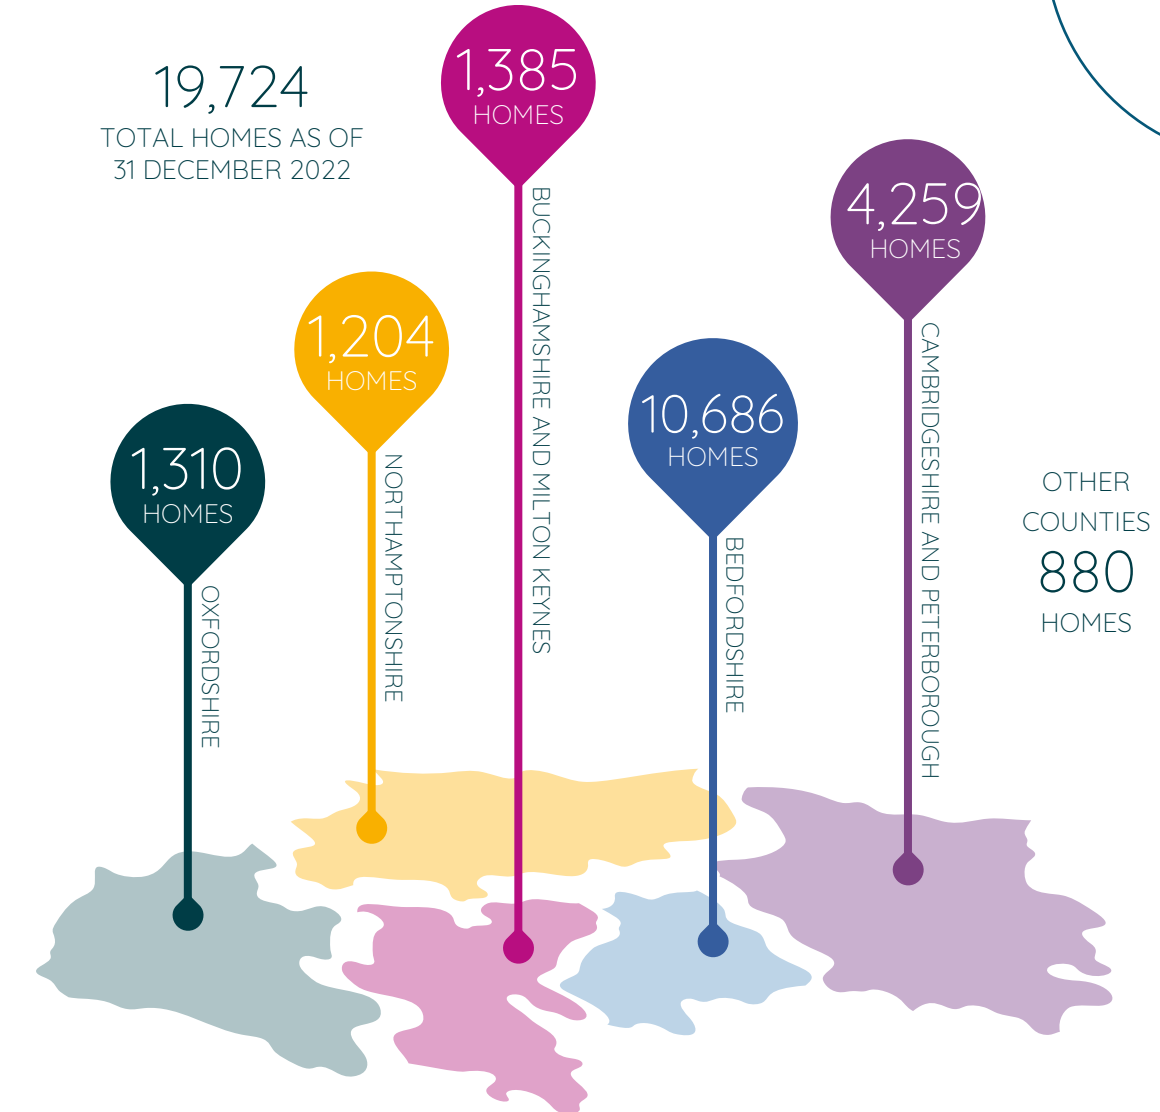 19,724
TOTAL HOMES AS OF
31 DECEMBER 2022
1,385
HOMES
BUCKINGHAMSHIRE AND MILTON KEYNES
4,259
HOMES
CAMBRIDGESHIRE AND PETERBOROUGH
1,204
HOMES
NORTHAMPTONSHIRE
10,686
HOMES
BEDFORDSHIRE
1,310
HOMES
OXFORDSHIRE
OTHER
COUNTIES
880
HOMES